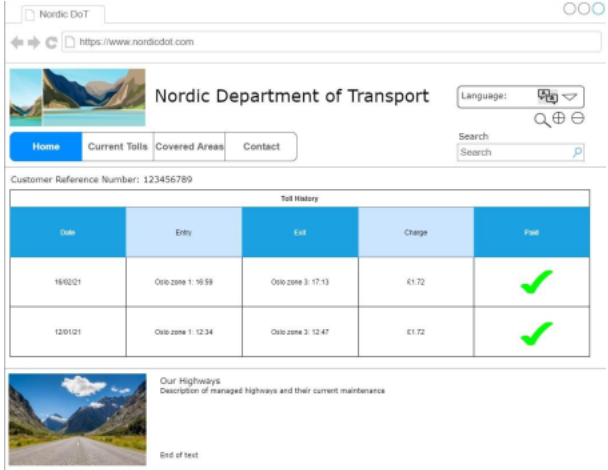 Nordic DoT
https://www.nordicdot.com
Nordic Department of Transport
Language:
Home Current Tolls Covered Areas Contact
Search
Search
Customer Reference Number: 123456789
Toll History
Date Entry Exit Charge Paid
16/02/21 Oslo zone 1: 16:59 Oslo zone 3: 17:13 £1.72
12/01/21 Oslo zone 1: 12:34 Oslo zone 3: 12:47 £1.72
Our Highways
Description of managed highways and their current maintenance
End of text